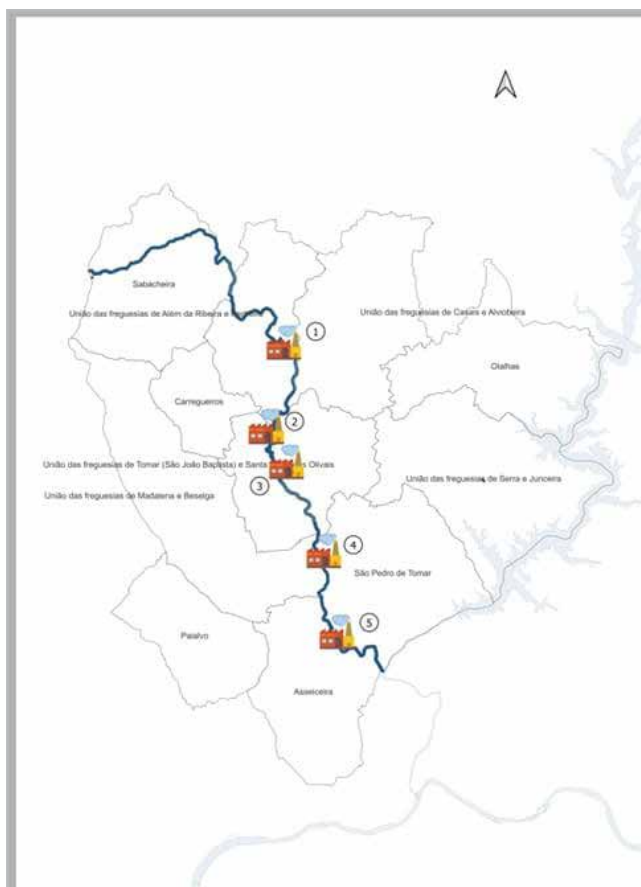 Sabacheira
União das freguesias de Além da Ribeira e
União das freguesias de Casais e Alviobeira
1
Olalhas
Carregueiros
2
União das freguesias de Tomar (São João Baptista) e Santa
s Olivais
União das freguesias de Serra e Junceira
3
União das freguesias de Madalena e Beselga
4
São Pedro de Tomar
5
Paialvo
Asseiceira